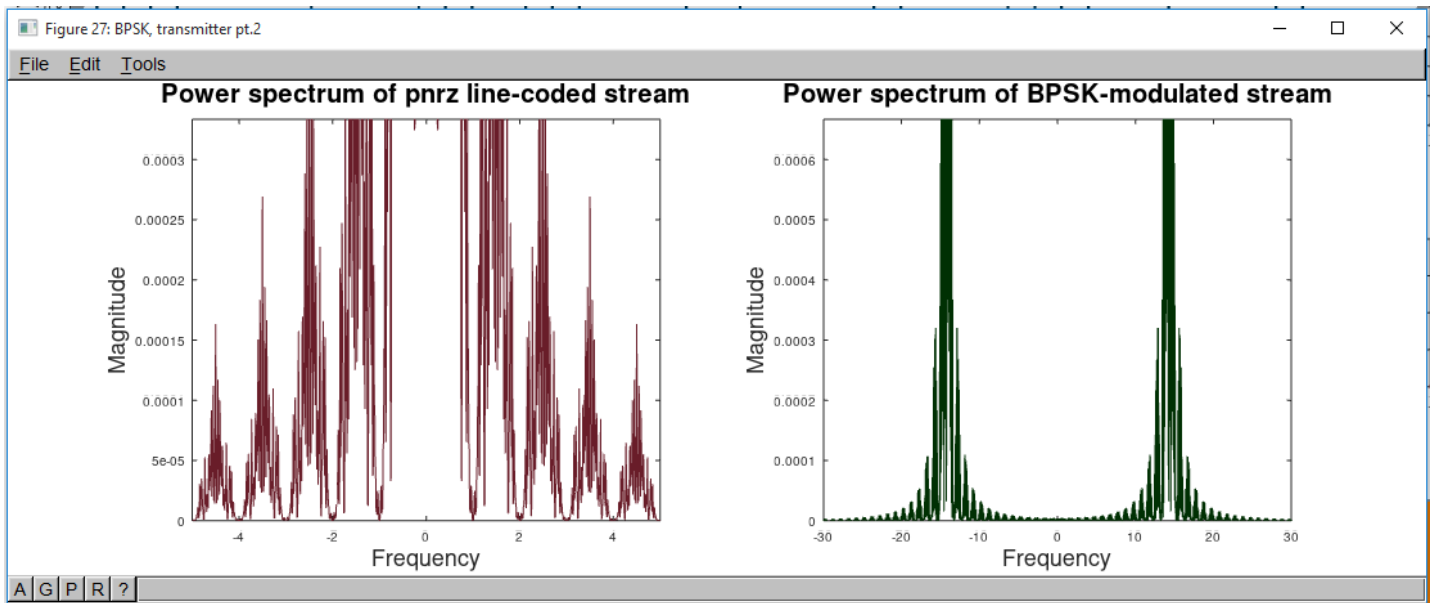 Figure 27: BPSK, transmitter pt.2
File Edit Tools
Power spectrum of pnrz line-coded stream
0.0003
0.00025
0.0002
0.00015
0.0001
5e-05
0
Magnitude
-4 -2 0 2 4
Frequency
Power spectrum of BPSK-modulated stream
0.0006
0.0005
0.0004
0.0003
0.0002
0.0001
0
Magnitude
-30 -20 -10 0 10 20 30
Frequency
A G P R ?